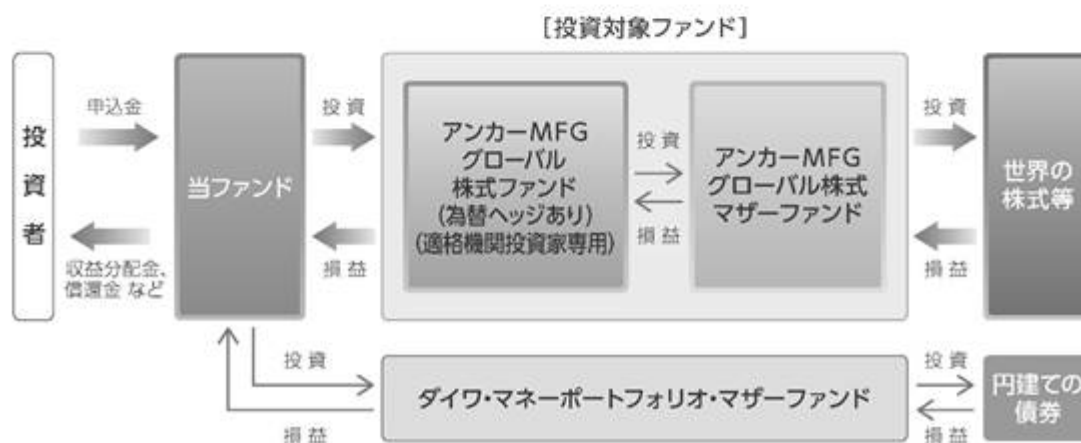 [投資対象ファンド]
投資者
申込金
収益分配金、
償還金 など
当ファンド
投資
損益
アンカーMFG
グローバル
株式ファンド
(為替ヘッジあり)
(適格機関投資家専用)
投資
損益
アンカーMFG
グローバル株式
マザーファンド
投資
損益
世界の
株式等
投資
損益
ダイワ・マネーポートフォリオ・マザーファンド
投資
損益
円建ての
債券